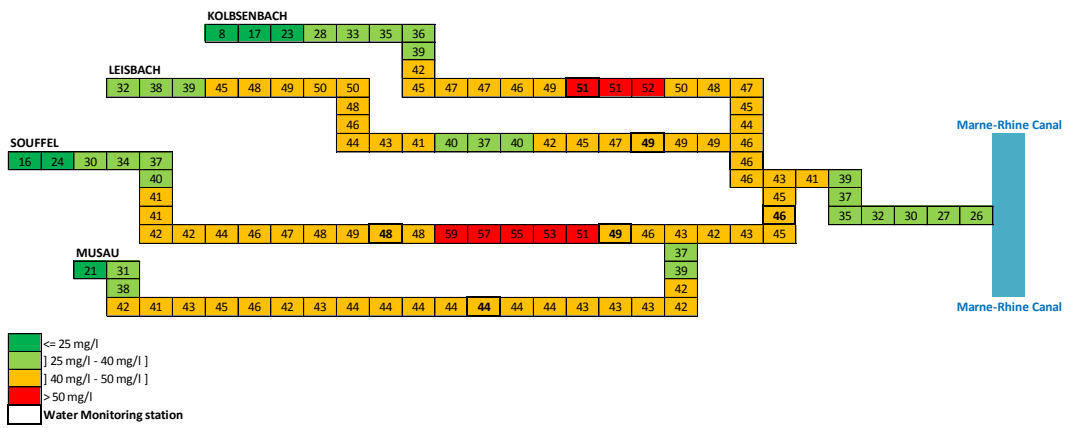 KOLBSENBACH
8 17 23 28 33 35 36
39
LEISBACH 42
32 38 39 45 48 49 50 50 45 47 47 46 49 51 51 52 50 48 47
48 45
46 44 Marne-Rhine Canal
SOUFFEL 44 43 41 40 37 40 42 45 47 49 49 49 46
16 24 30 34 37 46
40 46 43 41 39
41 45 37
41 46 35 32 30 27 26
42 42 44 46 47 48 49 48 48 59 57 55 53 51 49 46 43 42 43 45
MUSAU 37
21 31 39
38 42
42 41 43 45 46 42 43 44 44 44 44 44 44 44 43 43 43 42 Marne-Rhine Canal
<= 25 mg/l
] 25 mg/l - 40 mg/l ]
] 40 mg/l - 50 mg/l ]
> 50 mg/l
Water Monitoring station